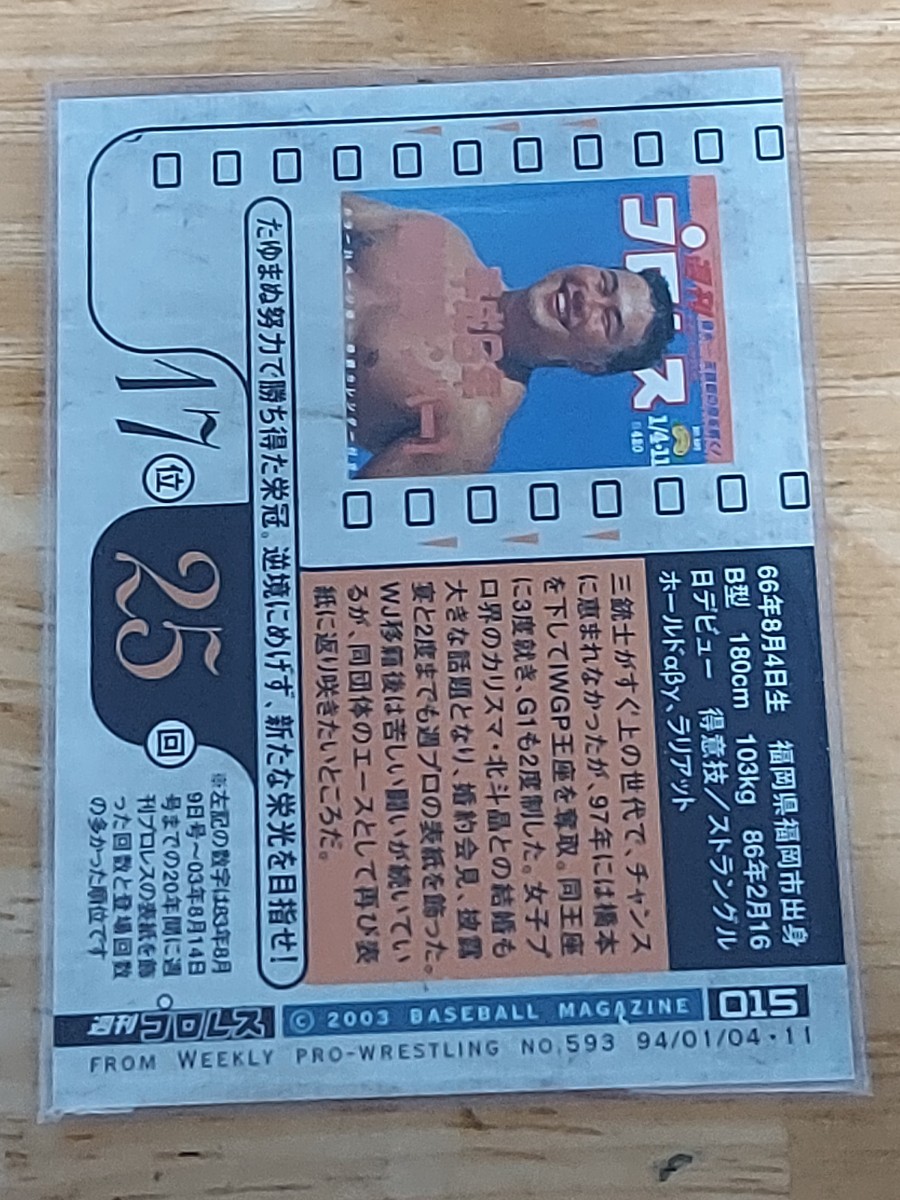 66年8月4日生　福岡県福岡市出身
B型　180cm　103kg　86年2月16
日デビュー　得意技／ストラングル
ホールドαβγ、ラリアット
三銃士がすぐ上の世代で、チャンス
に恵まれなかったが、97年には橋本
を下してIWGP王座を奪取。同王座
に3度就き、G1も2度制した。女子プ
ロ界のカリスマ・北斗晶との結婚も
大きな話題となり、婚約会見、披露
宴と2度までも週プロの表紙を飾った。
WJ移籍後は苦しい闘いが続いてい
るが、同団体のエースとして再び表
紙に返り咲きたいところだ。
プロレス
1/4・11
420
たゆまぬ努力で勝ち得た栄冠。逆境にめげず、新たな栄光を目指せ!
17位
25回
※左記の数字は83年8月
9日号〜03年8月14日
号までの20年間に週
刊プロレスの表紙を飾
った回数と登場回数
の多かった順位です
週刊プロレス
© 2003 BASEBALL MAGAZINE
015
FROM WEEKLY PRO-WRESTLING NO.593 94/01/04・11